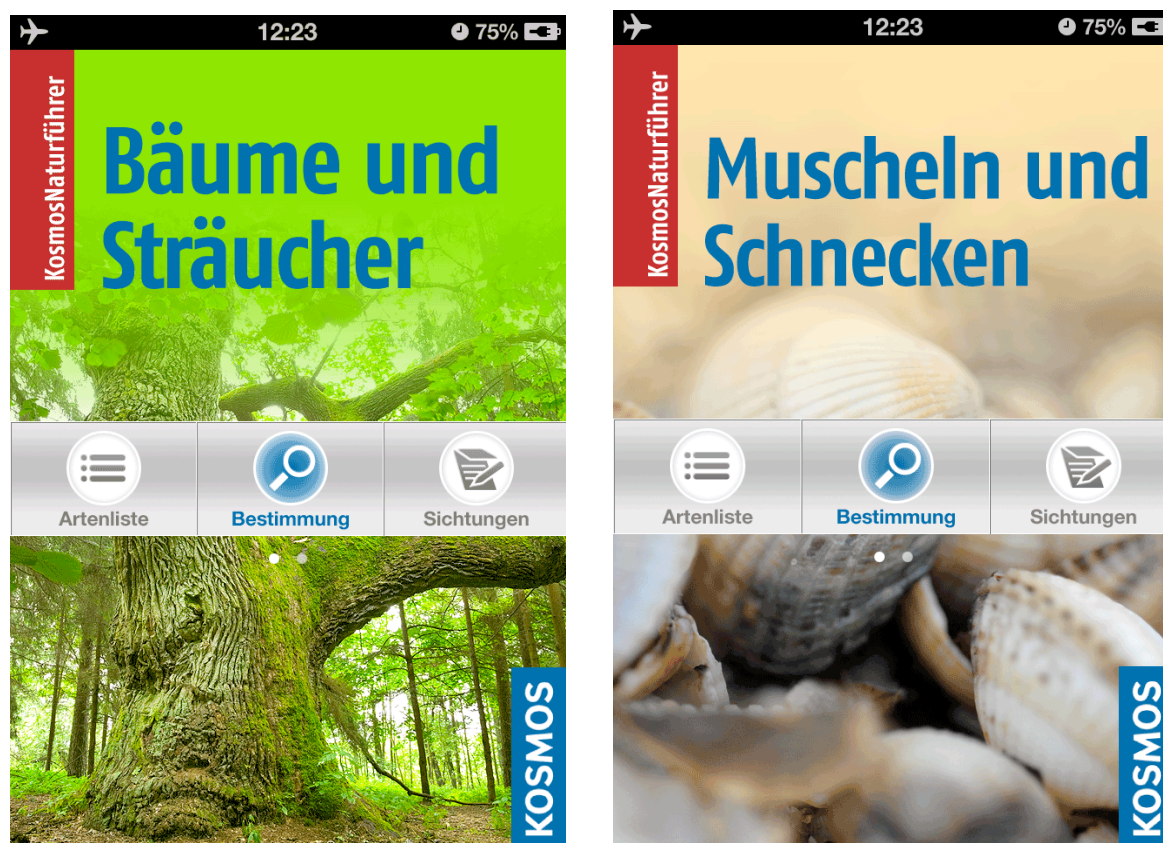 12:23
75%
KosmosNaturführer
Bäume und
Sträucher
Artenliste
Bestimmung
Sichtungen
KOSMOS
12:23
75%
KosmosNaturführer
Muscheln und
Schnecken
Artenliste
Bestimmung
Sichtungen
KOSMOS